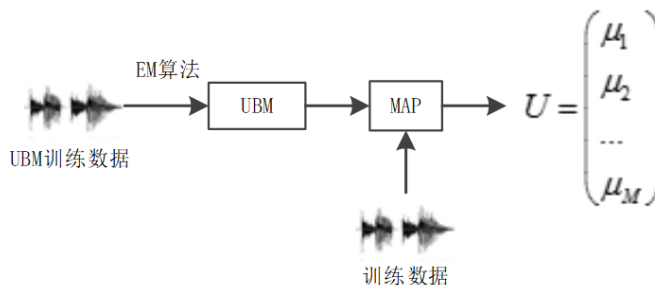 EM算法
UBM
MAP
UBM训练数据
训练数据
U = ( μ1 μ2 ... μM )